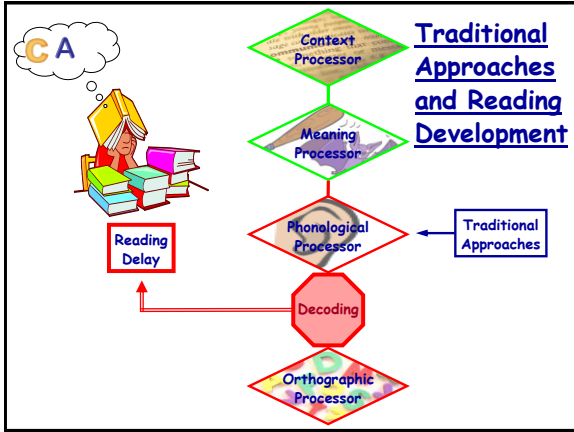 Traditional
Approaches
and Reading
Development
C A
Context
Processor
Meaning
Processor
Phonological
Processor
Traditional
Approaches
Reading
Delay
Decoding
Orthographic
Processor